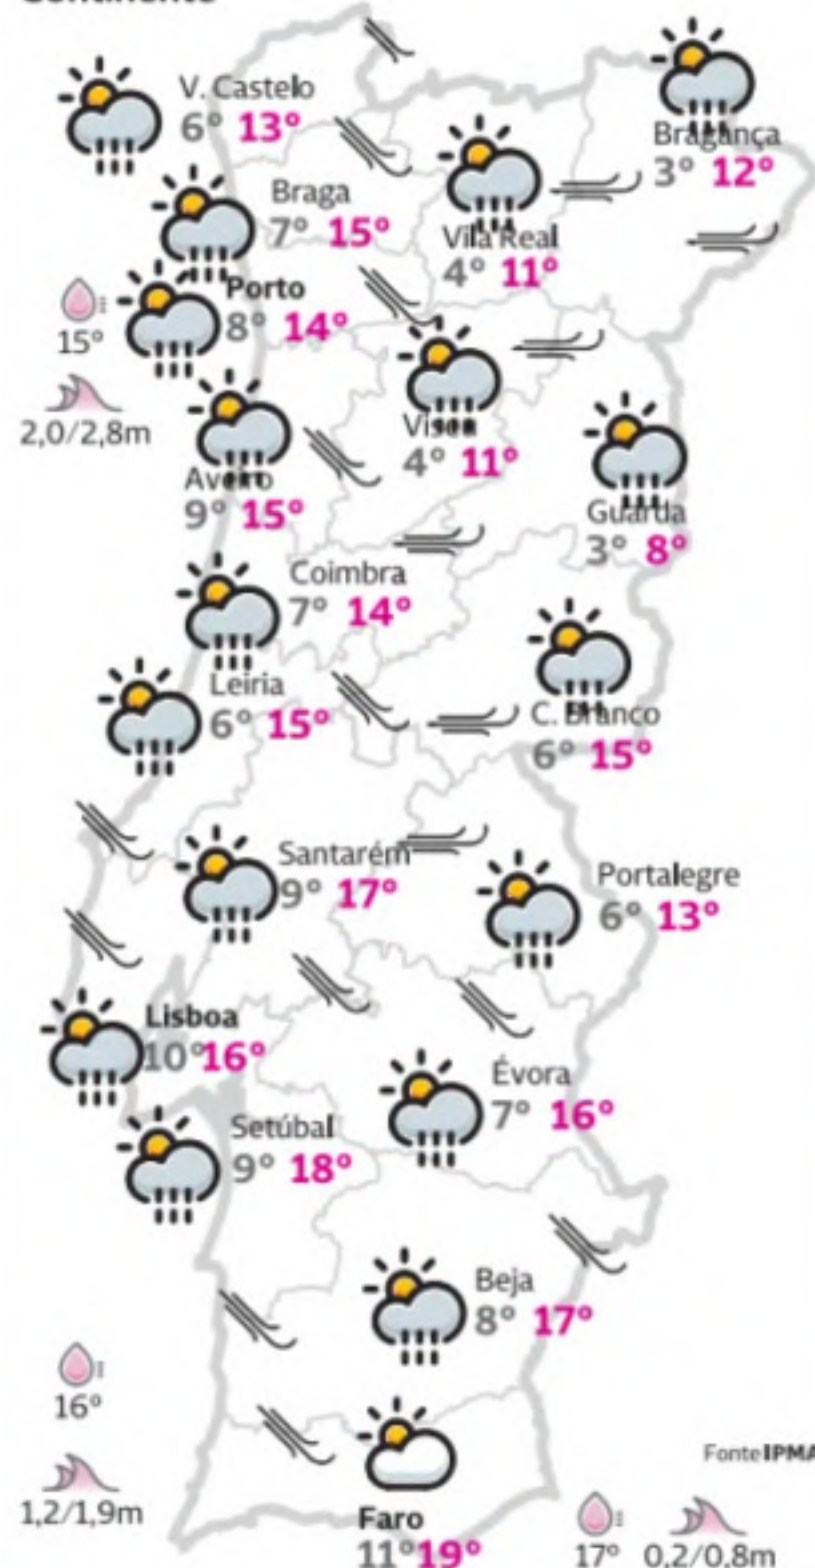 Continente
V. Castelo
6° 13°
Bragança
3° 12°
Braga
7° 15°
Vila Real
4° 11°
Porto
8° 14°
15°
2,0/2,8m
Viseu
4° 11°
Aveiro
9° 15°
Guarda
3° 8°
Coimbra
7° 14°
Leiria
6° 15°
C. Branco
6° 15°
Santarém
9° 17°
Portalegre
6° 13°
Lisboa
10° 16°
Évora
7° 16°
Setúbal
9° 18°
Beja
8° 17°
16°
1,2/1,9m
Fonte IPMA
Faro
11° 19°
17° 0,2/0,8m